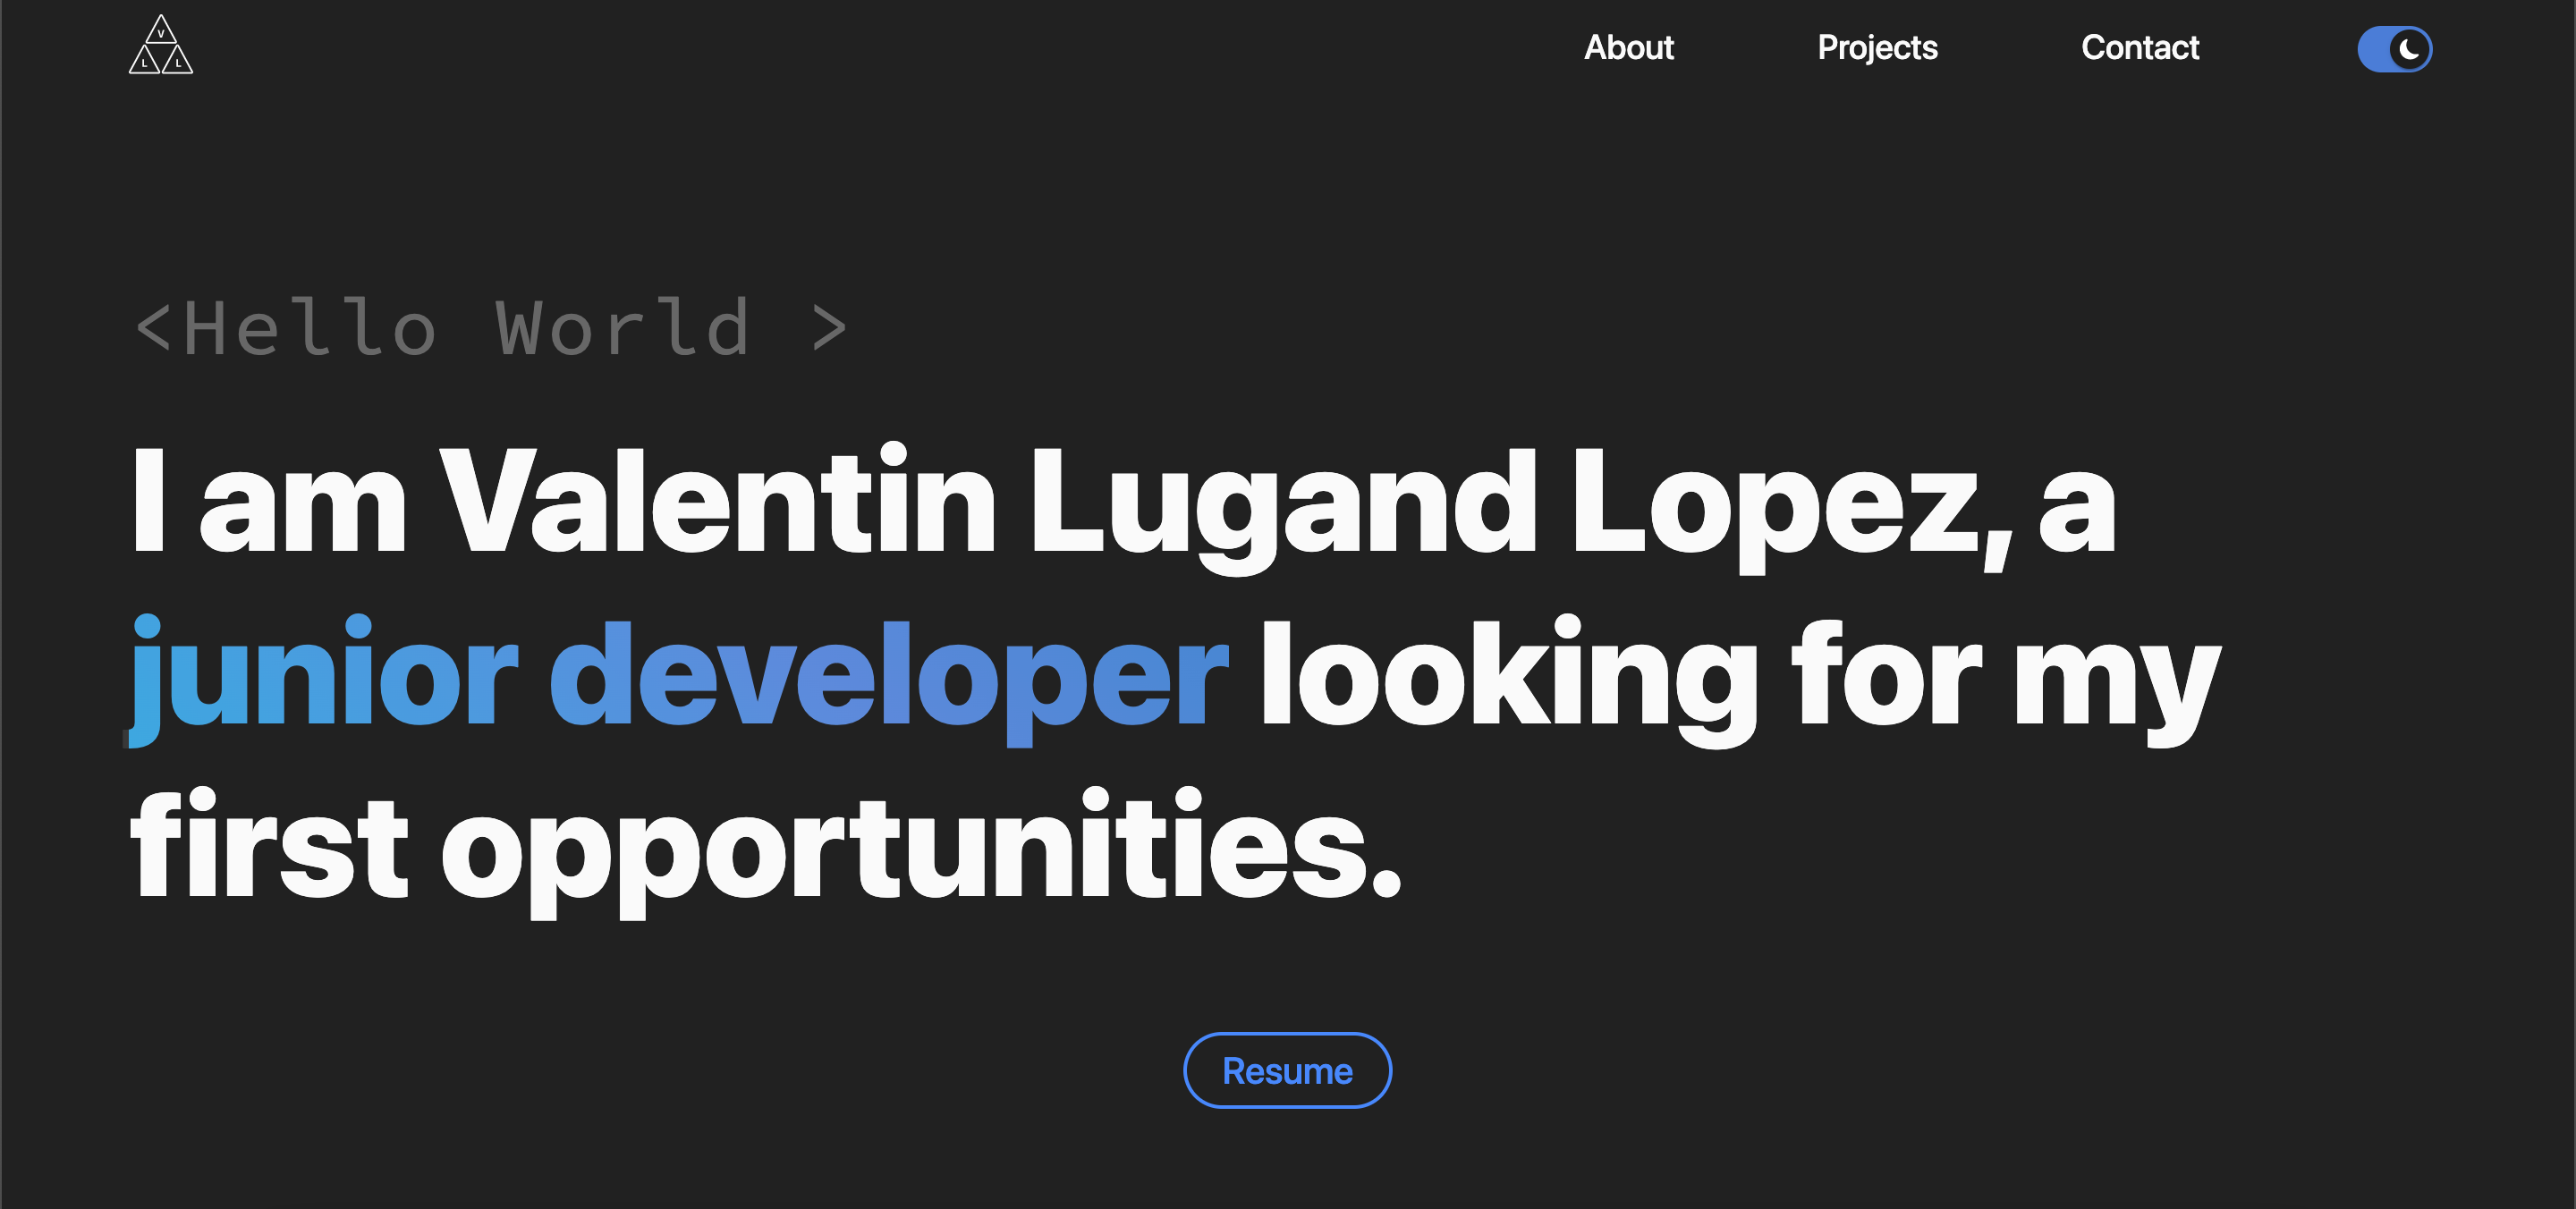 V
L L
About Projects Contact
<Hello World >
I am Valentin Lugand Lopez, a
junior developer looking for my
first opportunities.
Resume